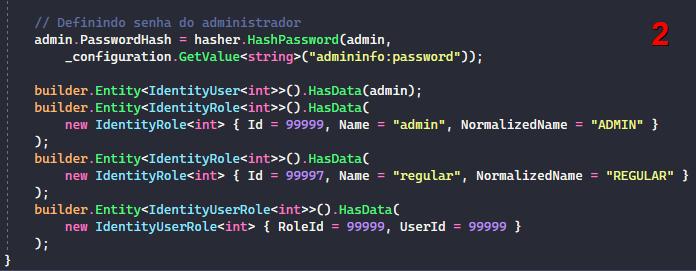 // Definindo senha do administrador
2
admin.PasswordHash = hasher.HashPassword(admin,
_configuration.GetValue<string>("admininfo:password"));
builder.Entity<IdentityUser<int>>().HasData(admin);
builder.Entity<IdentityRole<int>>().HasData(
new IdentityRole<int> { Id = 99999, Name = "admin", NormalizedName = "ADMIN" }
);
builder.Entity<IdentityRole<int>>().HasData(
new IdentityRole<int> { Id = 99997, Name = "regular", NormalizedName = "REGULAR" }
);
builder.Entity<IdentityUserRole<int>>().HasData(
new IdentityUserRole<int> { RoleId = 99999, UserId = 99999 }
);
}